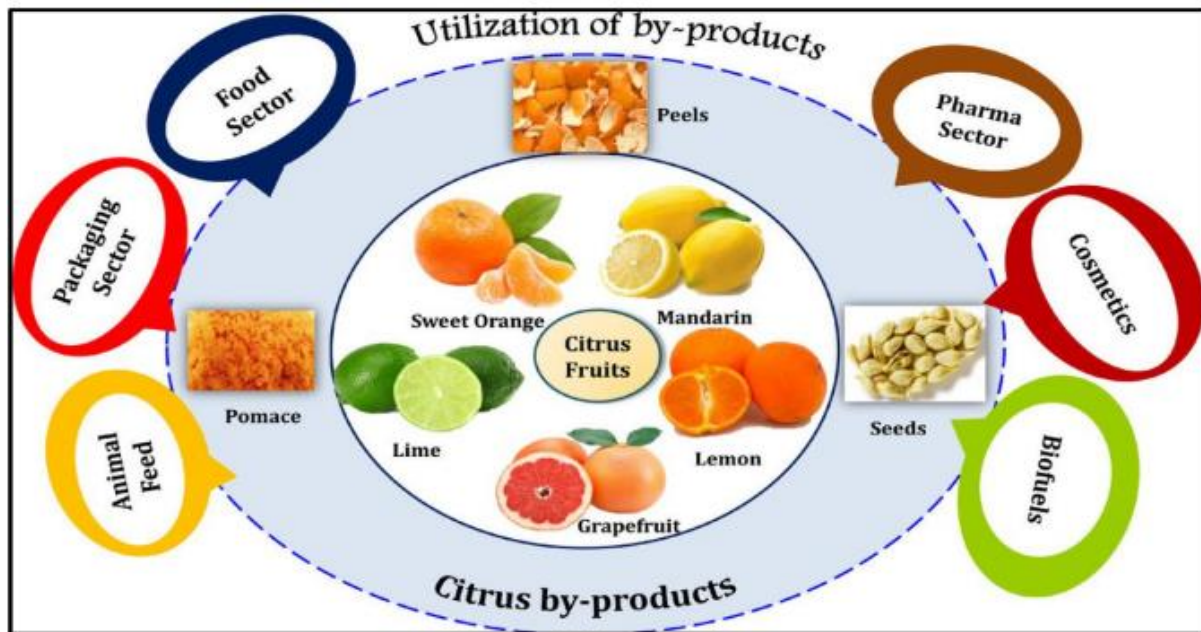 Utilization of by-products
Food
Sector
Peels
Pharma
Sector
Packaging
Sector
Cosmetics
Sweet Orange
Mandarin
Citrus
Fruits
Pomace
Lime
Lemon
Seeds
Animal
Feed
Grapefruit
Biofuels
Citrus by-products